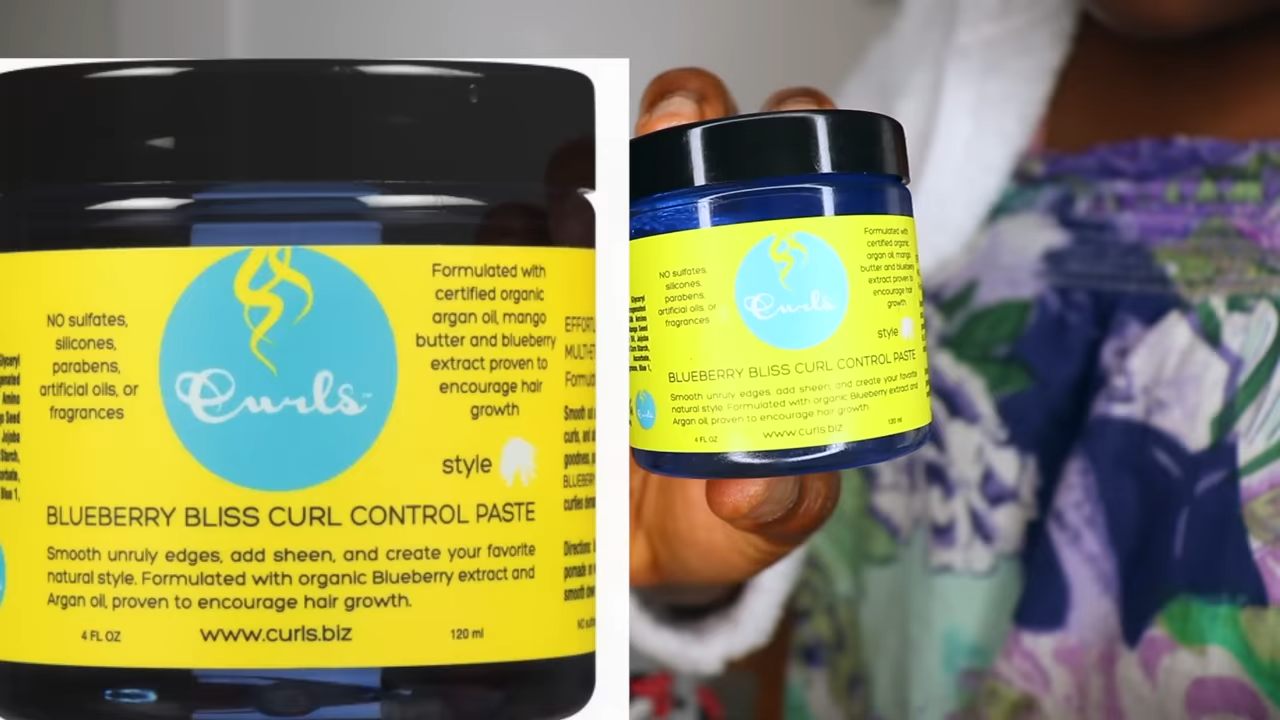 NO sulfates,
silicones,
parabens,
artificial oils, or
fragrances
Curls
Formulated with
certified organic
argan oil, mango
butter and blueberry
extract proven to
encourage hair
growth
style
BLUEBERRY BLISS CURL CONTROL PASTE
Smooth unruly edges, add sheen, and create your favorite
natural style. Formulated with organic Blueberry extract and
Argan oil, proven to encourage hair growth.
4 FL OZ
www.curls.biz
120 ml
Amino
Jojoba
Starch,
Blue 1,
NO sulfates,
silicones,
parabens,
artificial oils, or
fragrances
Curls
Formulated with
certified organic
argan oil, mango
butter and blueberry
extract proven to
encourage hair
growth
style
BLUEBERRY BLISS CURL CONTROL PASTE
Smooth unruly edges, add sheen, and create your favorite
natural style. Formulated with organic Blueberry extract and
Argan oil, proven to encourage hair growth.
4 FL OZ
www.curls.biz
120 ml